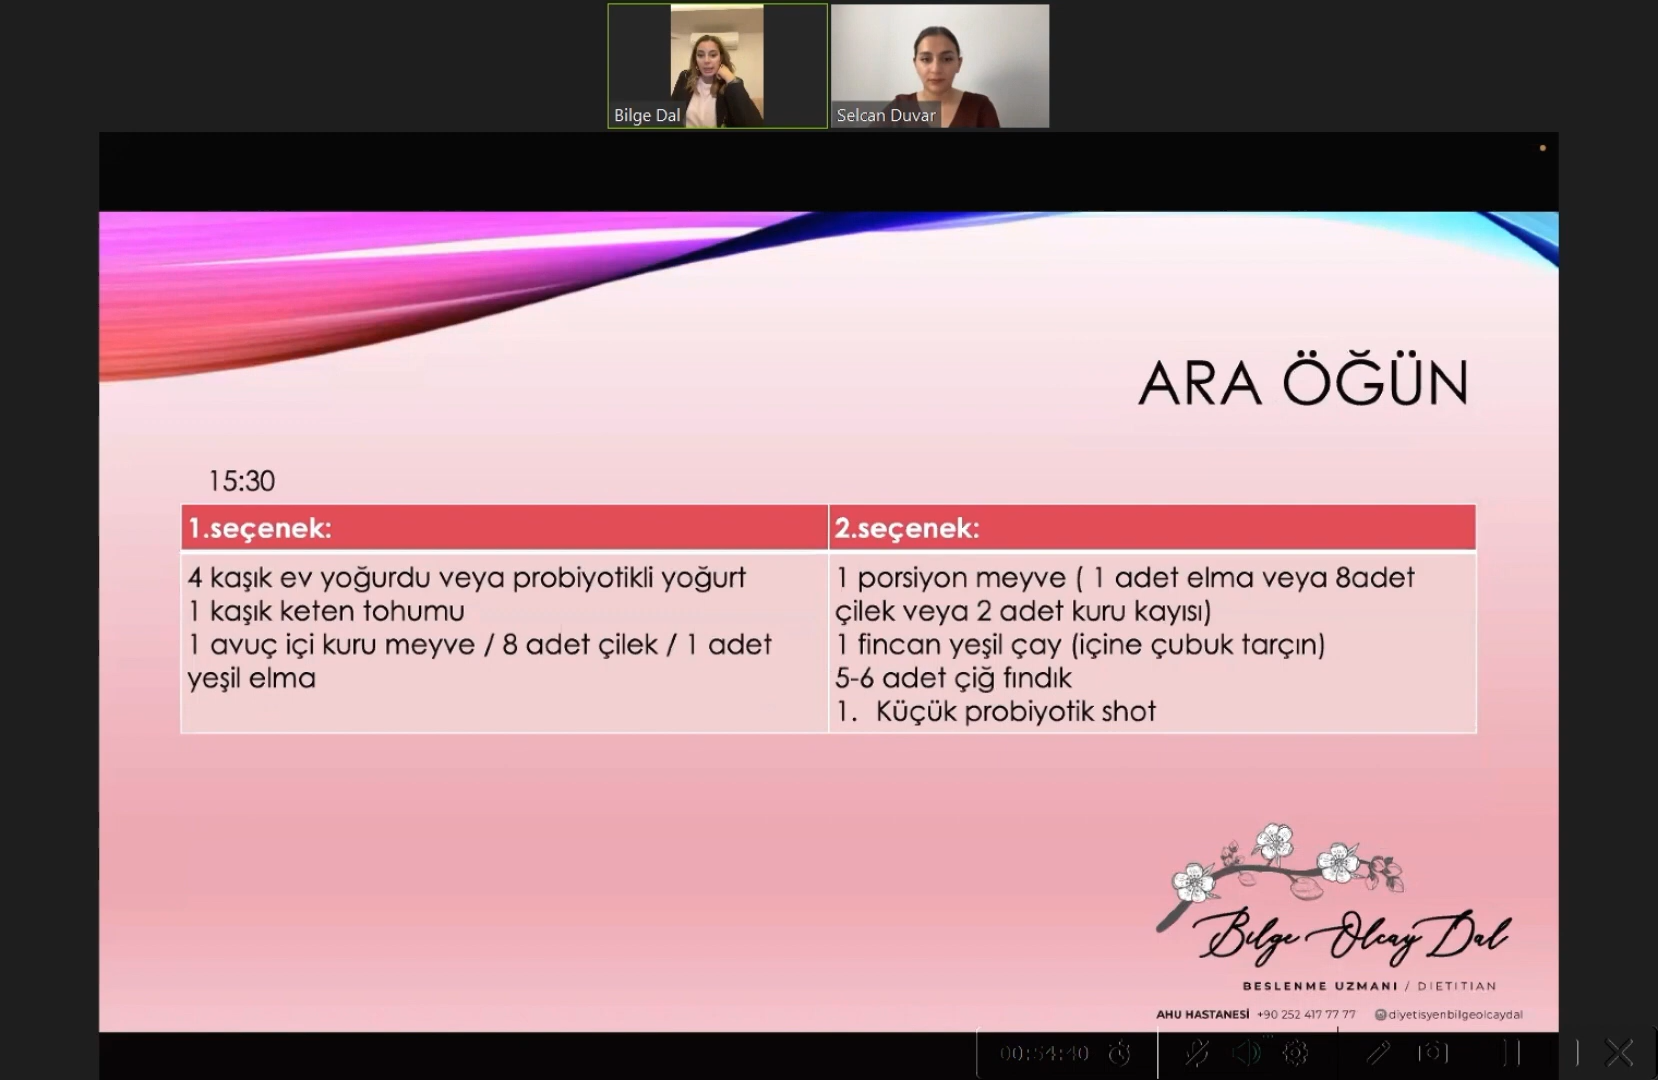 Bilge Dal
Selcan Duvar
ARA ÖĞÜN
15:30
1.seçenek:
2.seçenek:
4 kaşık ev yoğurdu veya probiyotikli yoğurt
1 kaşık keten tohumu
1 avuç içi kuru meyve / 8 adet çilek / 1 adet
yeşil elma
1 porsiyon meyve ( 1 adet elma veya 8adet
çilek veya 2 adet kuru kayısı)
1 fincan yeşil çay (içine çubuk tarçın)
5-6 adet çiğ fındık
1. Küçük probiyotik shot
Bilge Olcay Dal
BESLENME UZMANI / DIETITIAN
AHU HASTANESİ +90 252 417 77 77 diyetisyenbilgeolcaydal
00:54:40